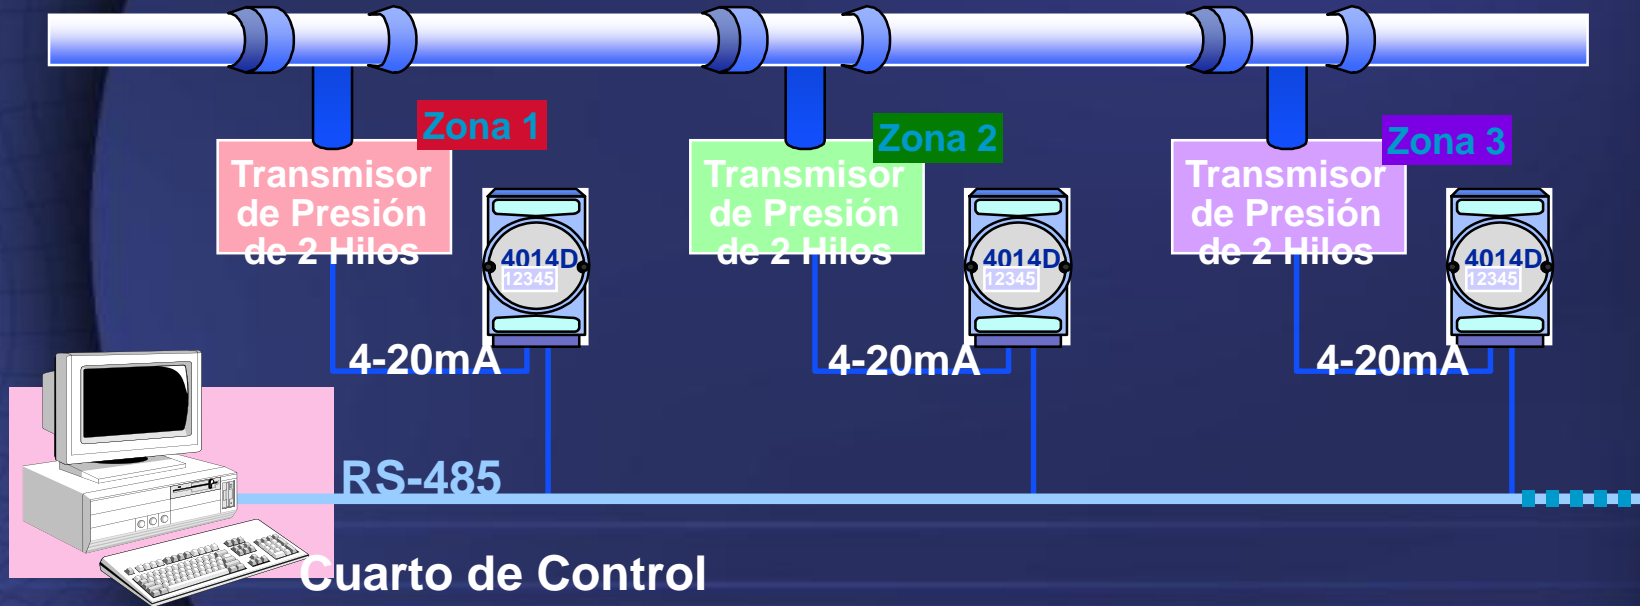 Zona 1
Transmisor
de Presión
de 2 Hilos
4014D
12345
4-20mA
Zona 2
Transmisor
de Presión
de 2 Hilos
4014D
12345
4-20mA
Zona 3
Transmisor
de Presión
de 2 Hilos
4014D
12345
4-20mA
RS-485
Cuarto de Control